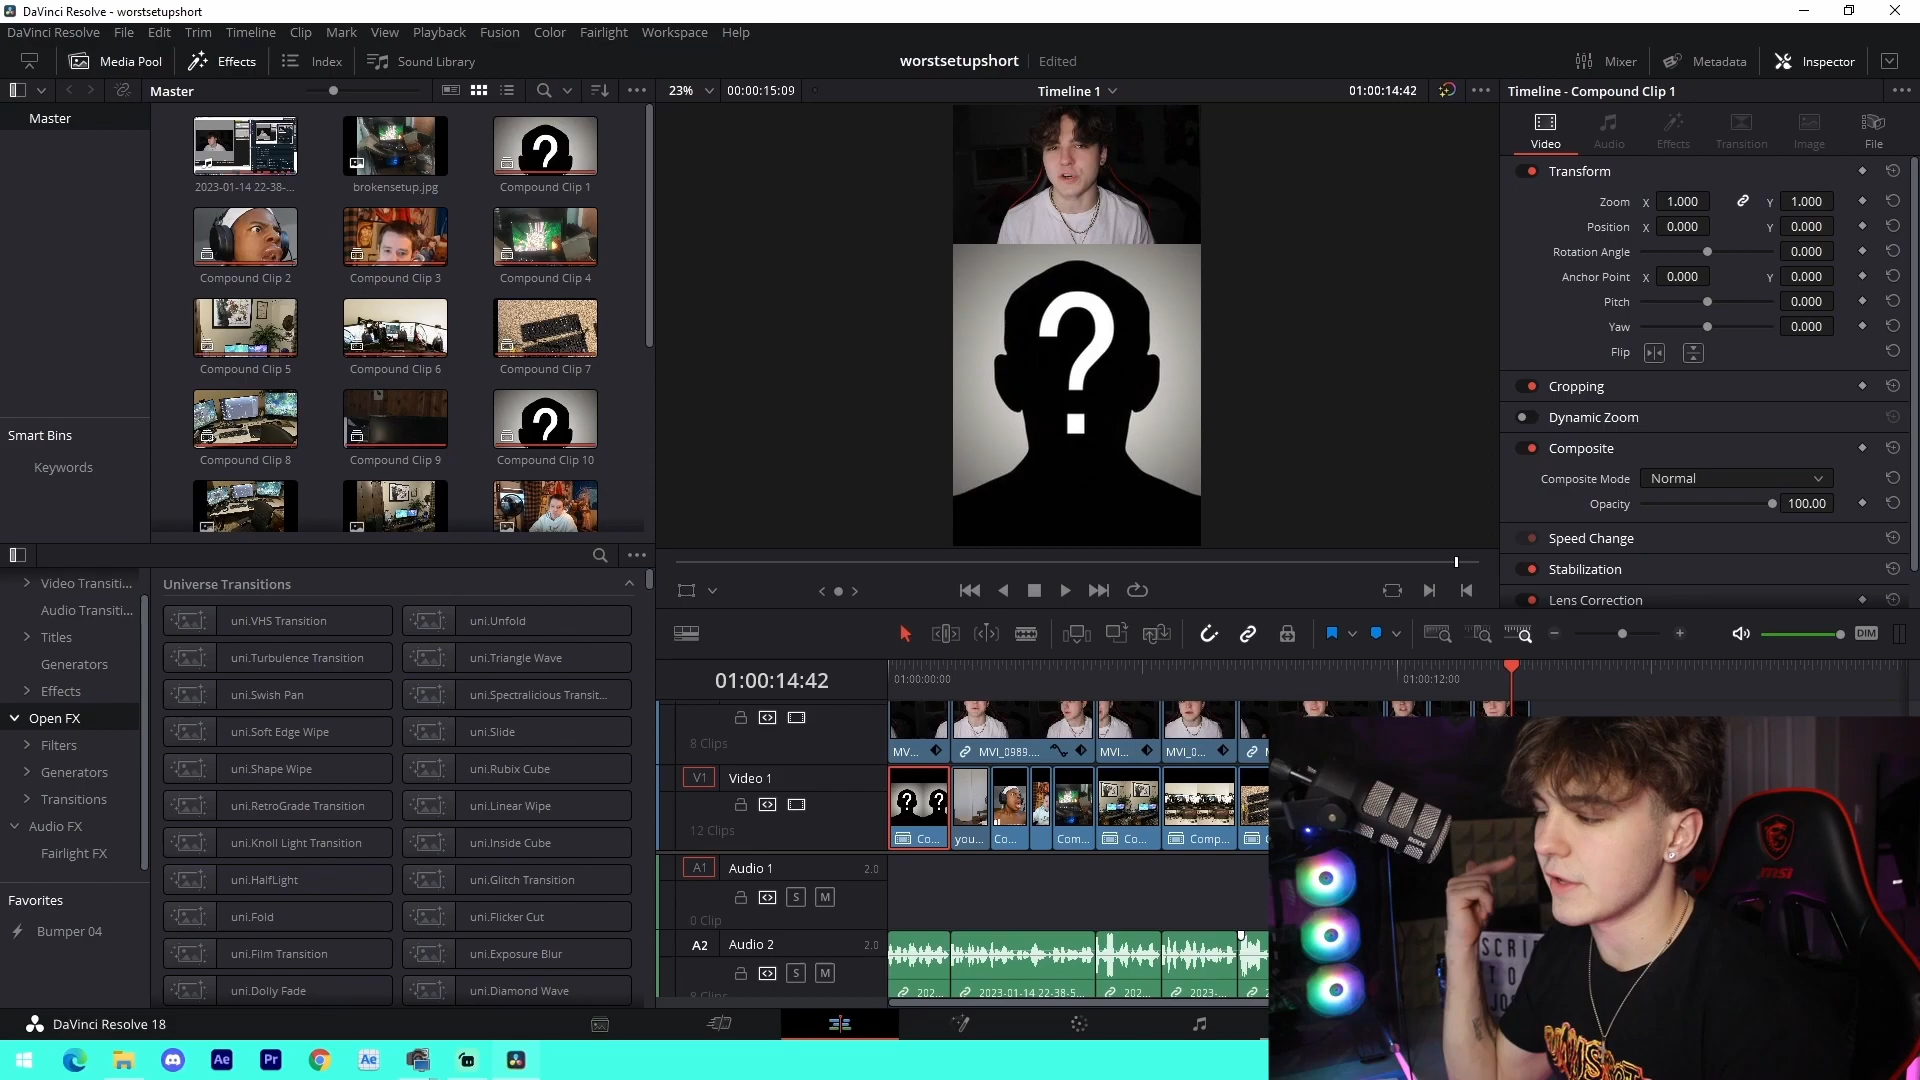 DaVinci Resolve - worstsetupshort
DaVinci Resolve File Edit Trim Timeline Clip Mark View Playback Fusion Color Fairlight Workspace Help
Media Pool Effects Index Sound Library
worstsetupshort Edited
Mixer Metadata Inspector
Master
23% 00:00:15:09
Timeline 1
01:00:14:42
Timeline - Compound Clip 1
Master
2023-01-14 22-38-...
brokensetup.jpg
Compound Clip 1
Compound Clip 2
Compound Clip 3
Compound Clip 4
Compound Clip 5
Compound Clip 6
Compound Clip 7
Compound Clip 8
Compound Clip 9
Compound Clip 10
Smart Bins
Keywords
?
Video Audio Effects Transition Image File
Transform
Zoom X 1.000 Y 1.000
Position X 0.000 Y 0.000
Rotation Angle 0.000
Anchor Point X 0.000 Y 0.000
Pitch 0.000
Yaw 0.000
Flip
Cropping
Dynamic Zoom
Composite
Composite Mode Normal
Opacity 100.00
Speed Change
Stabilization
Lens Correction
Video Transiti...
Audio Transiti...
Titles
Generators
Effects
Open FX
Filters
Generators
Transitions
Audio FX
Fairlight FX
Favorites
Bumper 04
Universe Transitions
uni.VHS Transition uni.Unfold
uni.Turbulence Transition uni.Triangle Wave
uni.Swish Pan uni.Spectralicious Transit...
uni.Soft Edge Wipe uni.Slide
uni.Shape Wipe uni.Rubix Cube
uni.RetroGrade Transition uni.Linear Wipe
uni.Knoll Light Transition uni.Inside Cube
uni.HalfLight uni.Glitch Transition
uni.Fold uni.Flicker Cut
uni.Film Transition uni.Exposure Blur
uni.Dolly Fade uni.Diamond Wave
DIM
01:00:14:42
01:00:00:00 01:00:12:00
8 Clips
MV... MVI_0989.... MVI... MVI_0...
V1 Video 1
12 Clips
Co... you... Co... Com... Co... Comp...
A1 Audio 1 2.0
S M
0 Clip
A2 Audio 2 2.0
S M
8 Clips
202... 2023-01-14 22-38-5... 202... 2023-...
msi
RODE
SCRI
TO
JOS
DaVinci Resolve 18
Ae Pr Ae